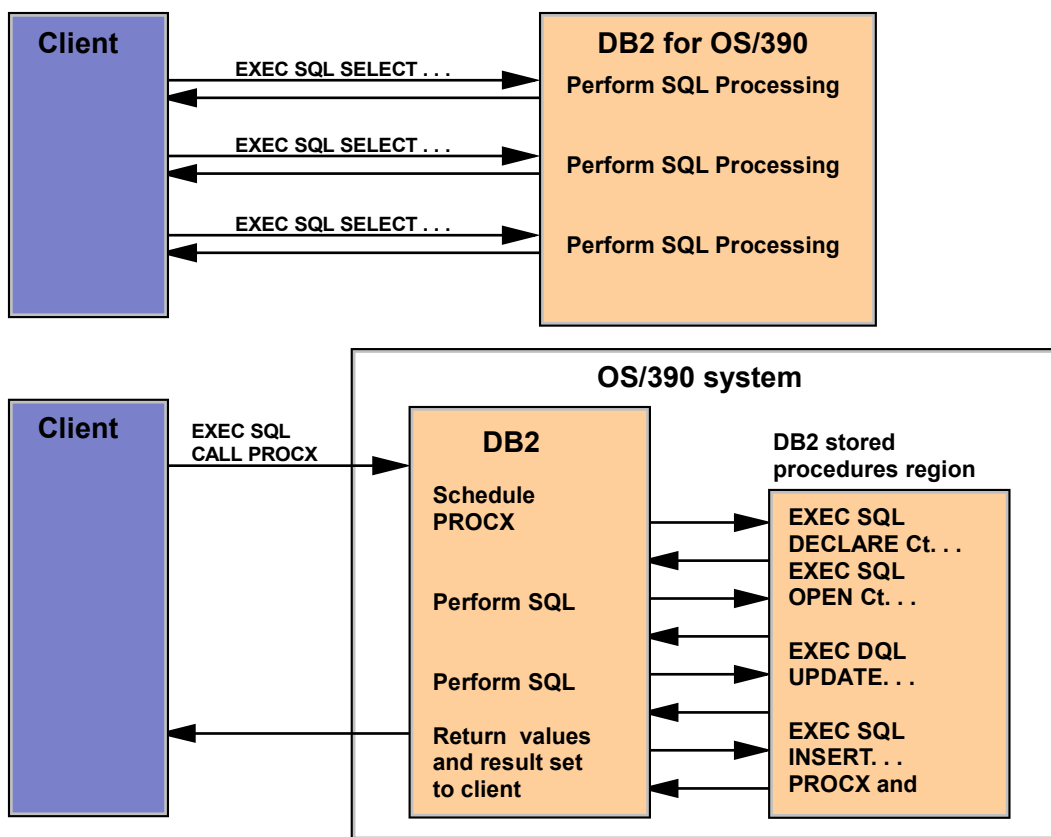 Client
DB2 for OS/390
EXEC SQL SELECT . . .
Perform SQL Processing
EXEC SQL SELECT . . .
Perform SQL Processing
EXEC SQL SELECT . . .
Perform SQL Processing
OS/390 system
Client
EXEC SQL
CALL PROCX
DB2
Schedule
PROCX
Perform SQL
Perform SQL
Return values
and result set
to client
DB2 stored
procedures region
EXEC SQL
DECLARE Ct. . .
EXEC SQL
OPEN Ct. . .
EXEC DQL
UPDATE. . .
EXEC SQL
INSERT. . .
PROCX and